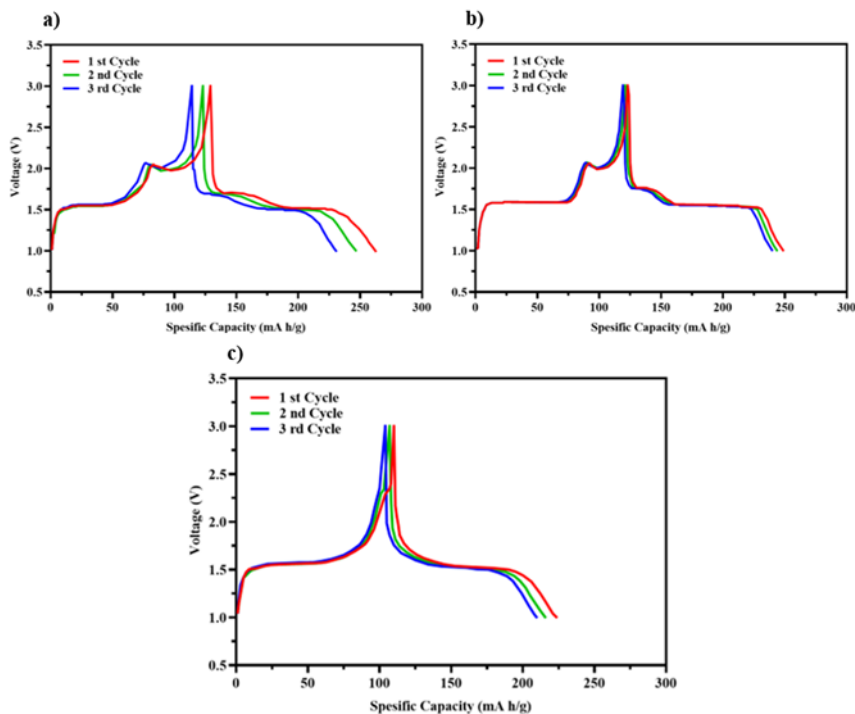 a)
3.5
3.0
2.5
2.0
1.5
1.0
0.5
Voltage (V)
1 st Cycle
2 nd Cycle
3 rd Cycle
0 50 100 150 200 250 300
Spesific Capacity (mA h/g)
b)
3.5
3.0
2.5
2.0
1.5
1.0
0.5
Voltage (V)
1 st Cycle
2 nd Cycle
3 rd Cycle
0 50 100 150 200 250 300
Spesific Capacity (mA h/g)
c)
3.5
3.0
2.5
2.0
1.5
1.0
0.5
Voltage (V)
1 st Cycle
2 nd Cycle
3 rd Cycle
0 50 100 150 200 250 300
Spesific Capacity (mA h/g)